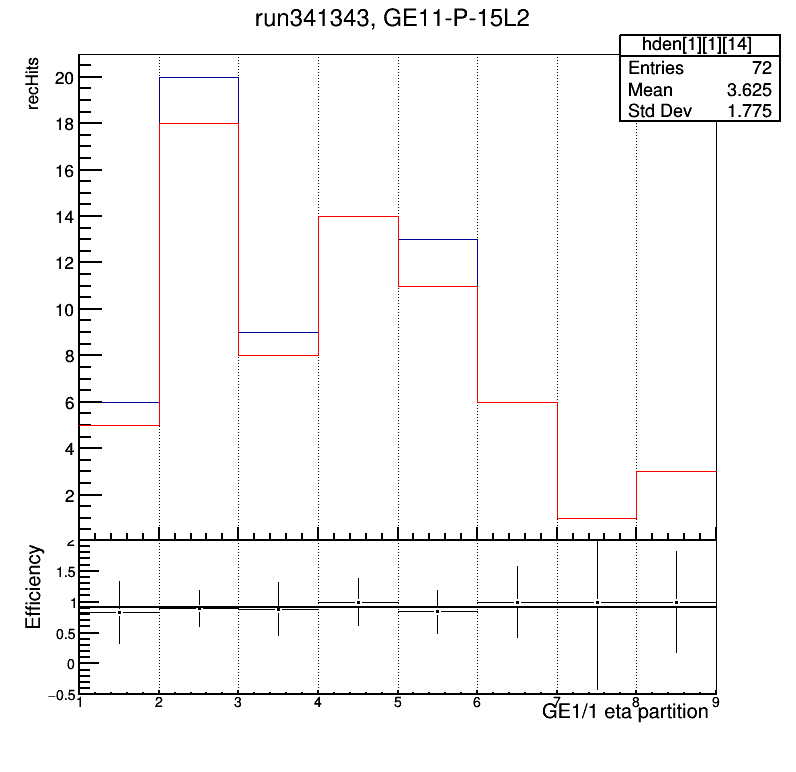 run341343, GE11-P-15L2
hden[1][1][14]
Entries 72
Mean 3.625
Std Dev 1.775
recHits
20
18
16
14
12
10
8
6
4
2
Efficiency
2
1.5
1
0.5
0
−0.5
1 2 3 4 5 6 7 8 9
GE1/1 eta partition